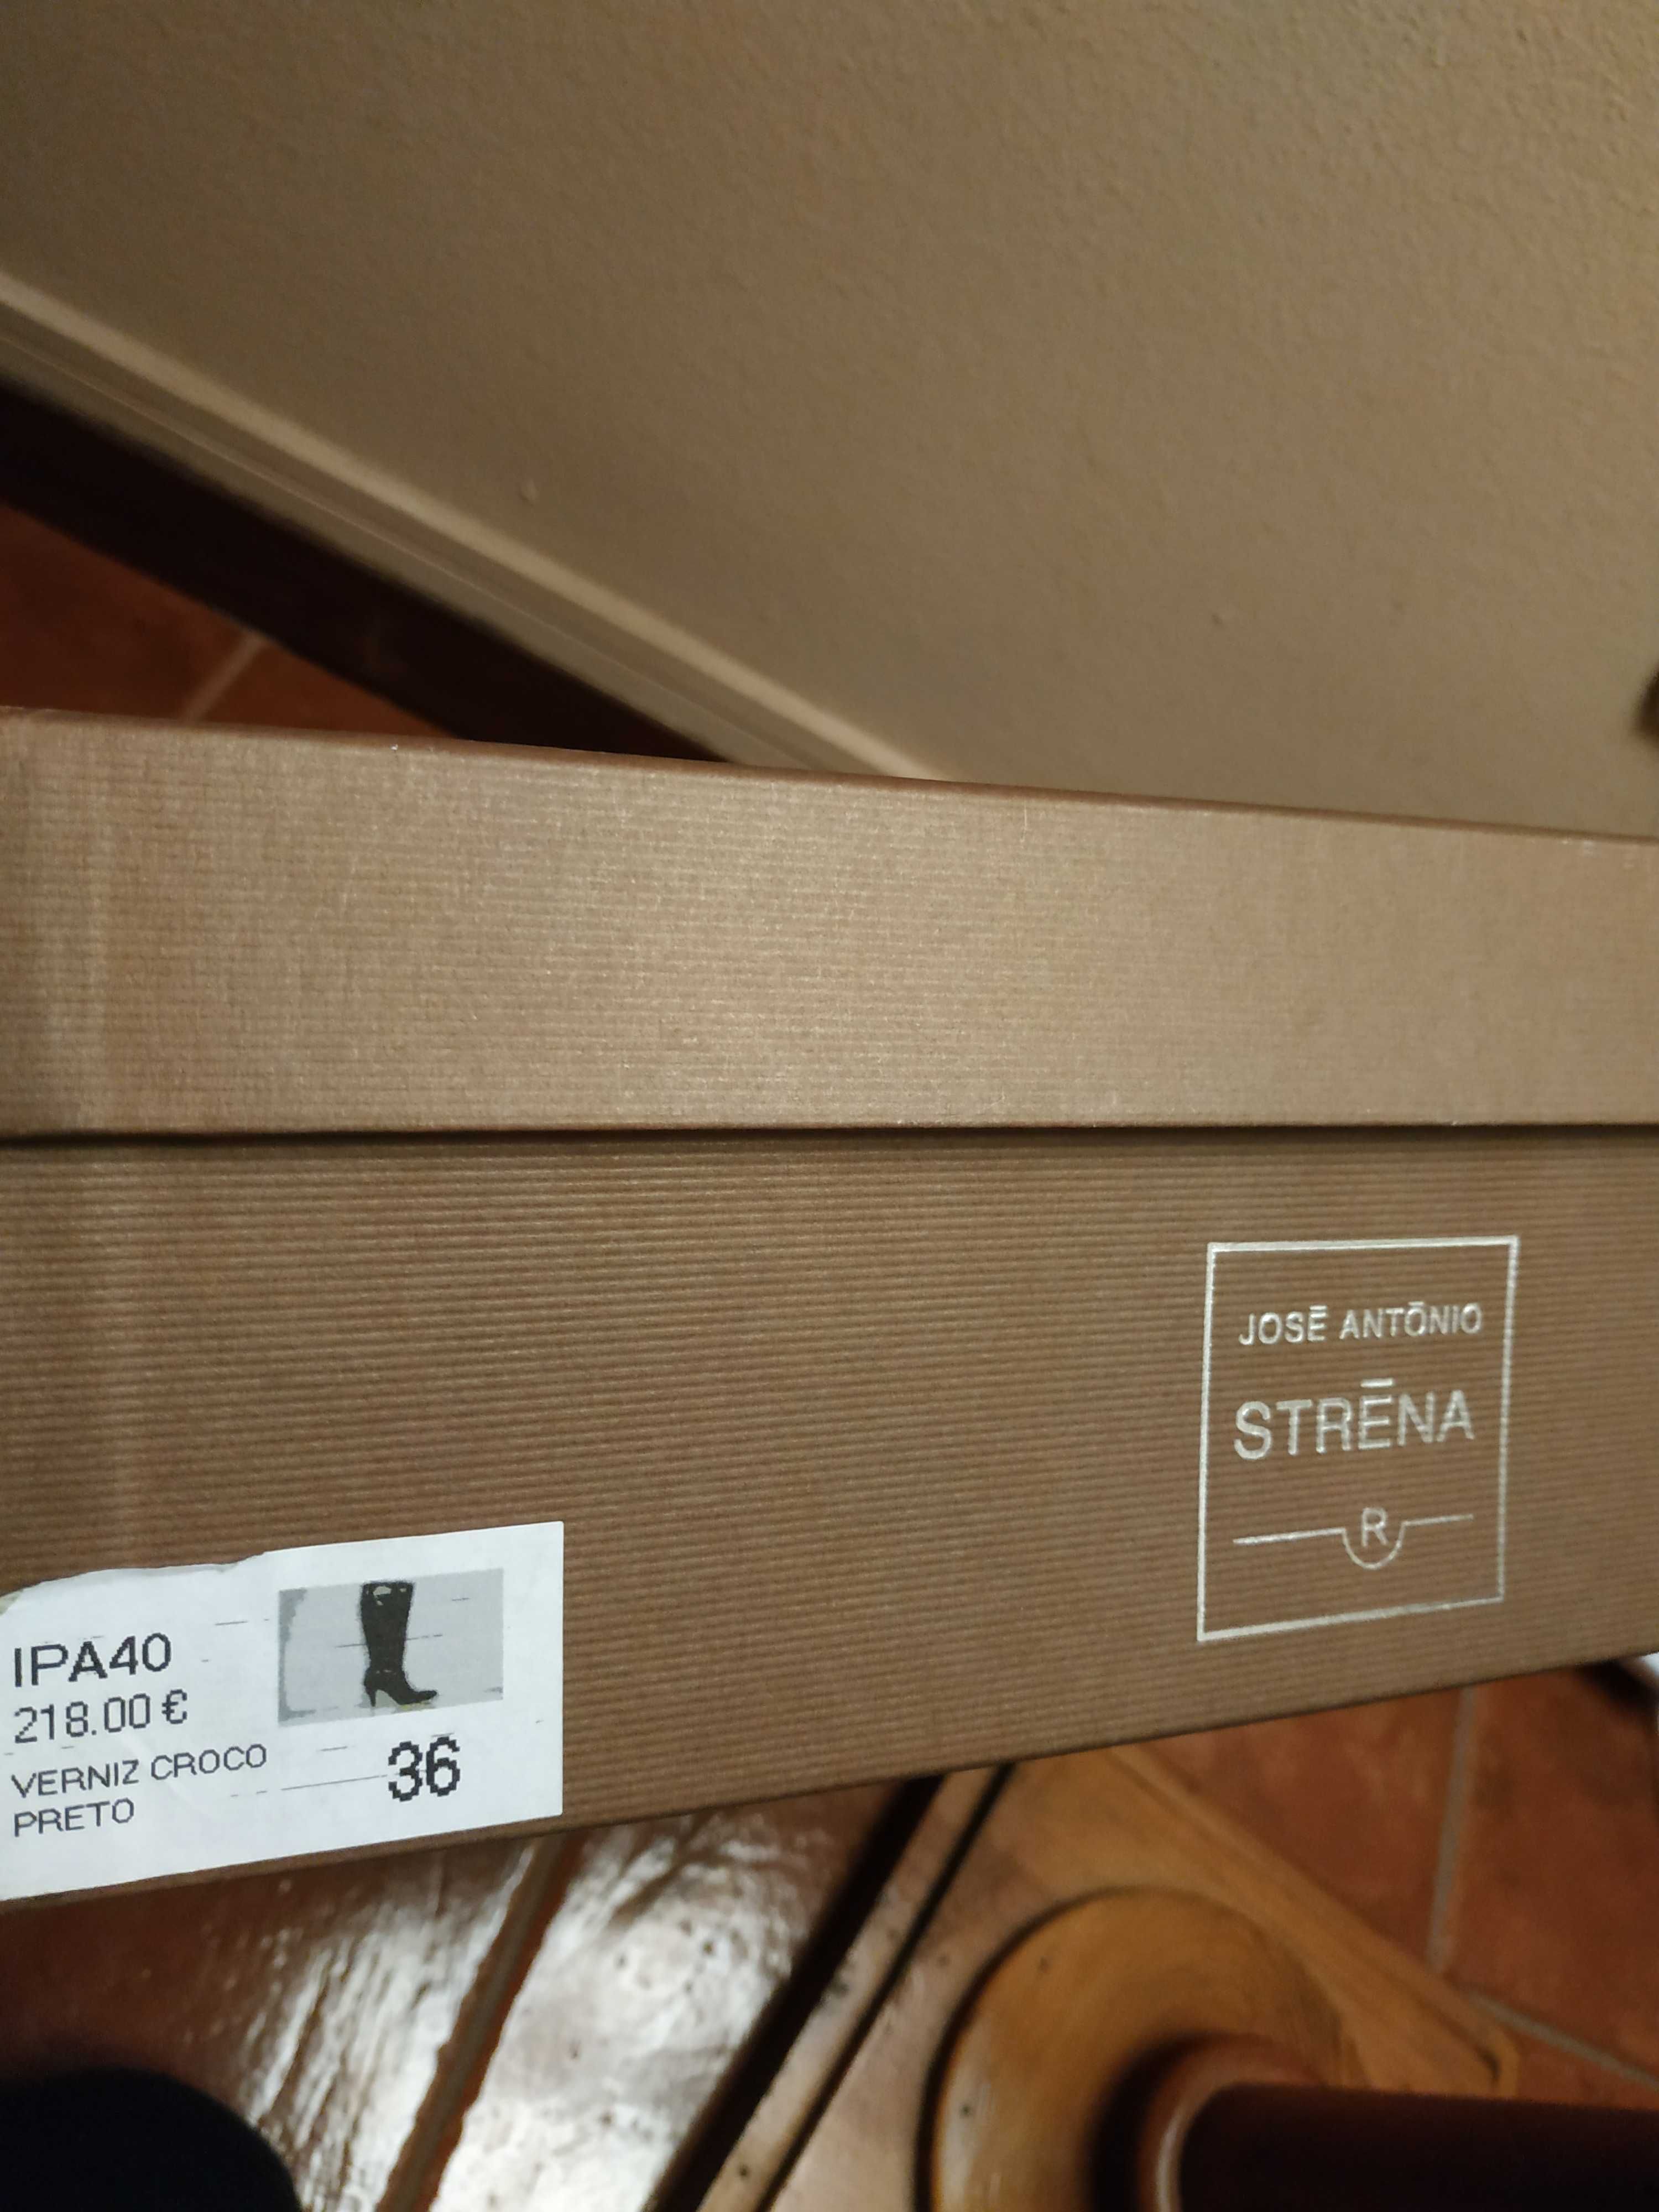 JOSĒ ANTŌNIO
STRĒNA
R
IPA40
218.00 €
VERNIZ CROCO
PRETO
36